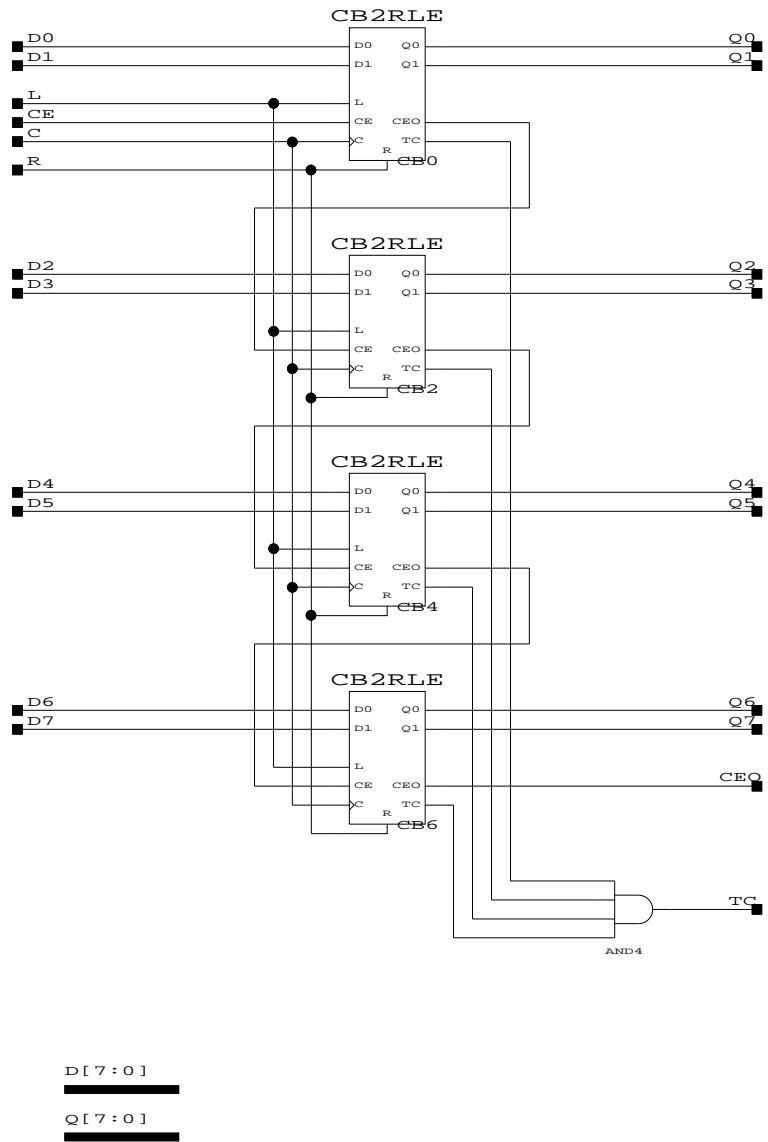 CB2RLE
D0 D0 Q0 Q0
D1 D1 Q1 Q1
L L
CE CE CEO
C C TC
R R CB0
CB2RLE
D2 D0 Q0 Q2
D3 D1 Q1 Q3
L
CE CEO
C TC
R CB2
CB2RLE
D4 D0 Q0 Q4
D5 D1 Q1 Q5
L
CE CEO
C TC
R CB4
CB2RLE
D6 D0 Q0 Q6
D7 D1 Q1 Q7
L
CE CEO CEO
C TC
R CB6
TC
AND4
D[7:0]
Q[7:0]